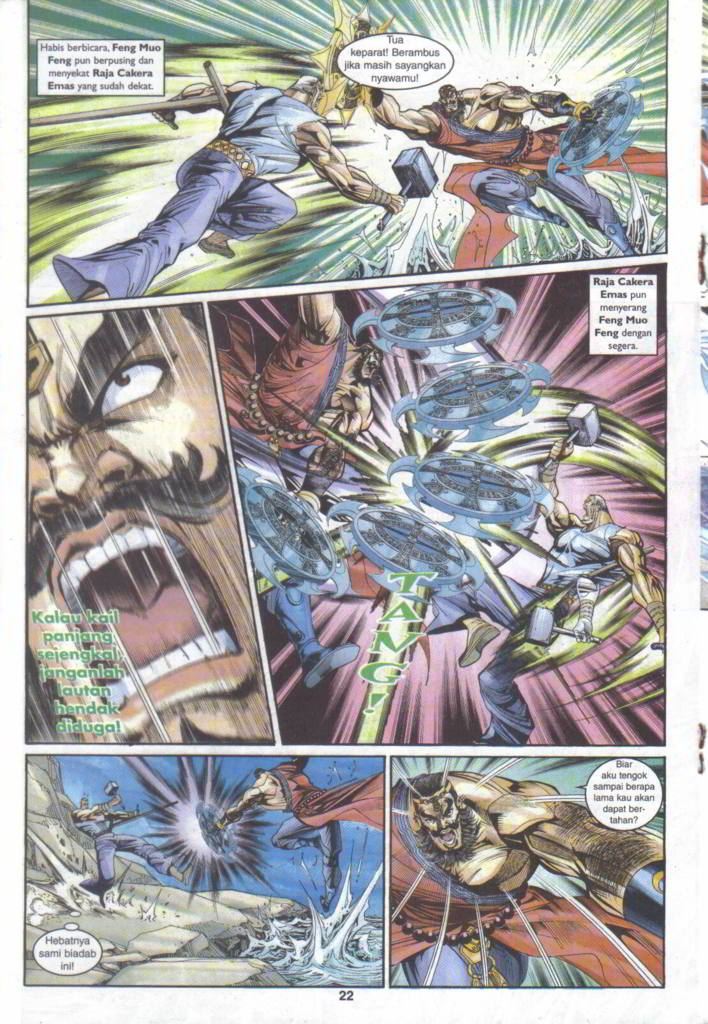 Habis berbicara, Feng Muo
Feng pun berpusing dan
menyekat Raja Cakera
Emas yang sudah dekat.
Tua
keparat! Berambus
jika masih sayangkan
nyawamu!
Raja Cakera
Emas pun
menyerang
Feng Muo
Feng dengan
segera.
Kalau kail
panjang
sejengkal,
janganlah
lautan
hendak
diduga!
TANG!
Hebatnya
sami biadab
ini!
Biar
aku tengok
sampai berapa
lama kau akan
dapat ber-
tahan?
22